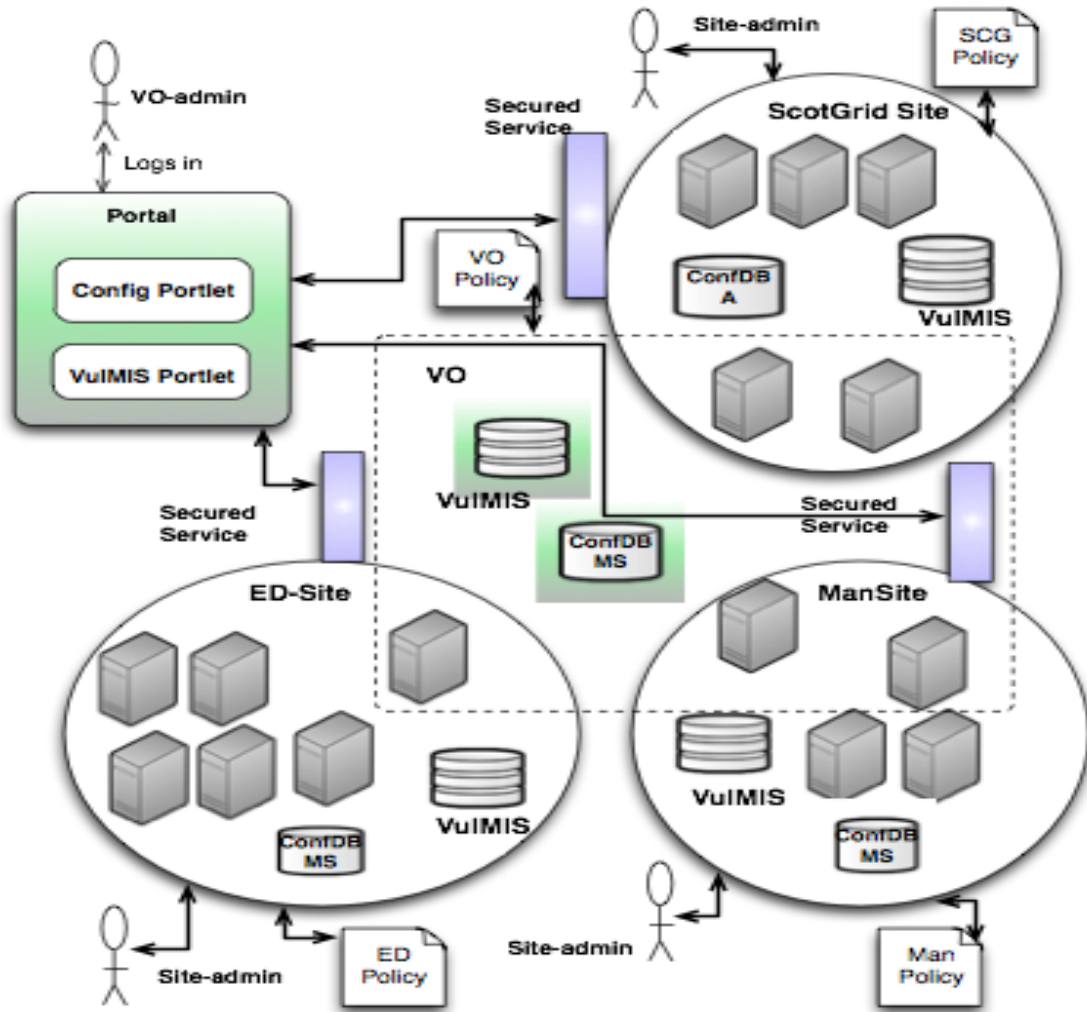 Site-admin
SCG
Policy
VO-admin
Secured
Service
ScotGrid Site
Logs in
Portal
VO
Policy
ConfDB
A
Config Portlet
VulMIS
VulMIS Portlet
VO
VulMIS
Secured
Service
Secured
Service
ConfDB
MS
ED-Site
ManSite
VulMIS
VulMIS
ConfDB
MS
ConfDB
MS
Site-admin
ED
Policy
Site-admin
Man
Policy